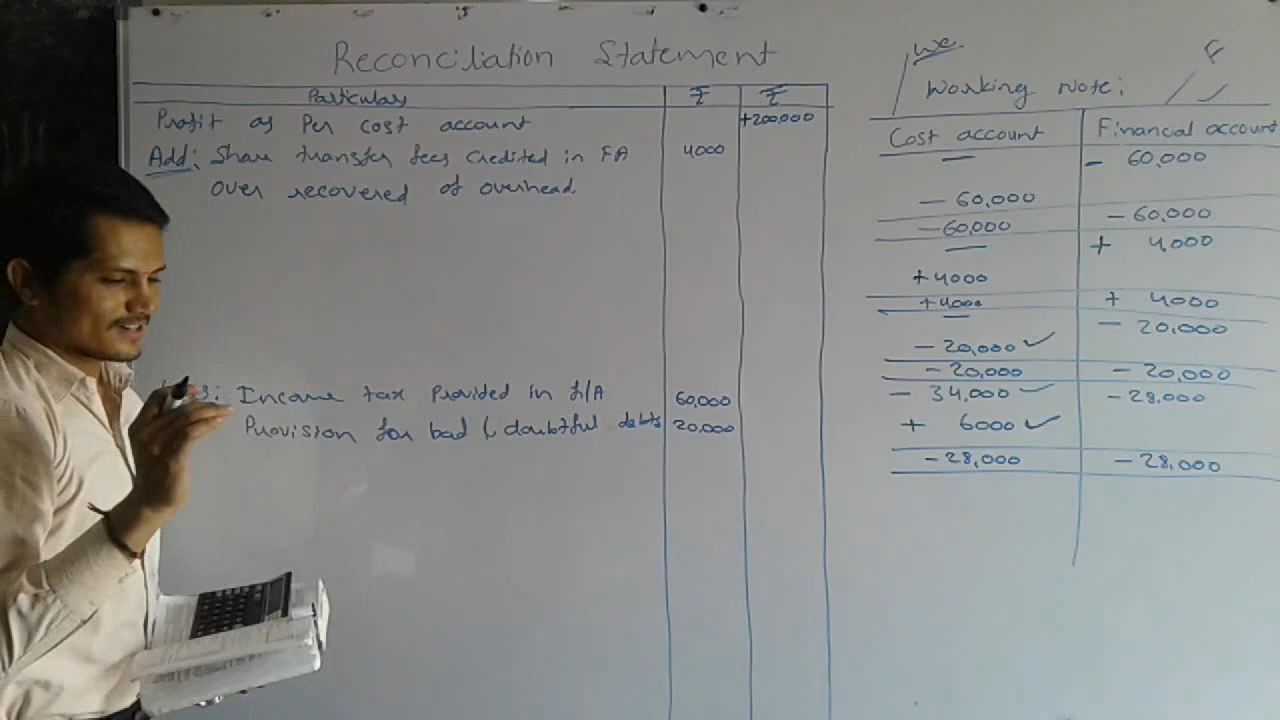 Reconciliation Statement
Particulars ₹ ₹
Profit as Per cost account +200,000
Add: Share transfer fees credited in FA 4000
over recovered of overhead
: Income tax Provided in F/A 60,000
Provision for bad & doubtful debts 20,000
F
Working Note:
Cost account Financial account
— - 60,000
- 60,000
- 60,000 - 60,000
— + 4,000
+4000
+4000 + 4000
— - 20,000
- 20,000 ✓
- 20,000 - 20,000
- 34,000 ✓ - 28,000
+ 6000 ✓
- 28,000 - 28,000